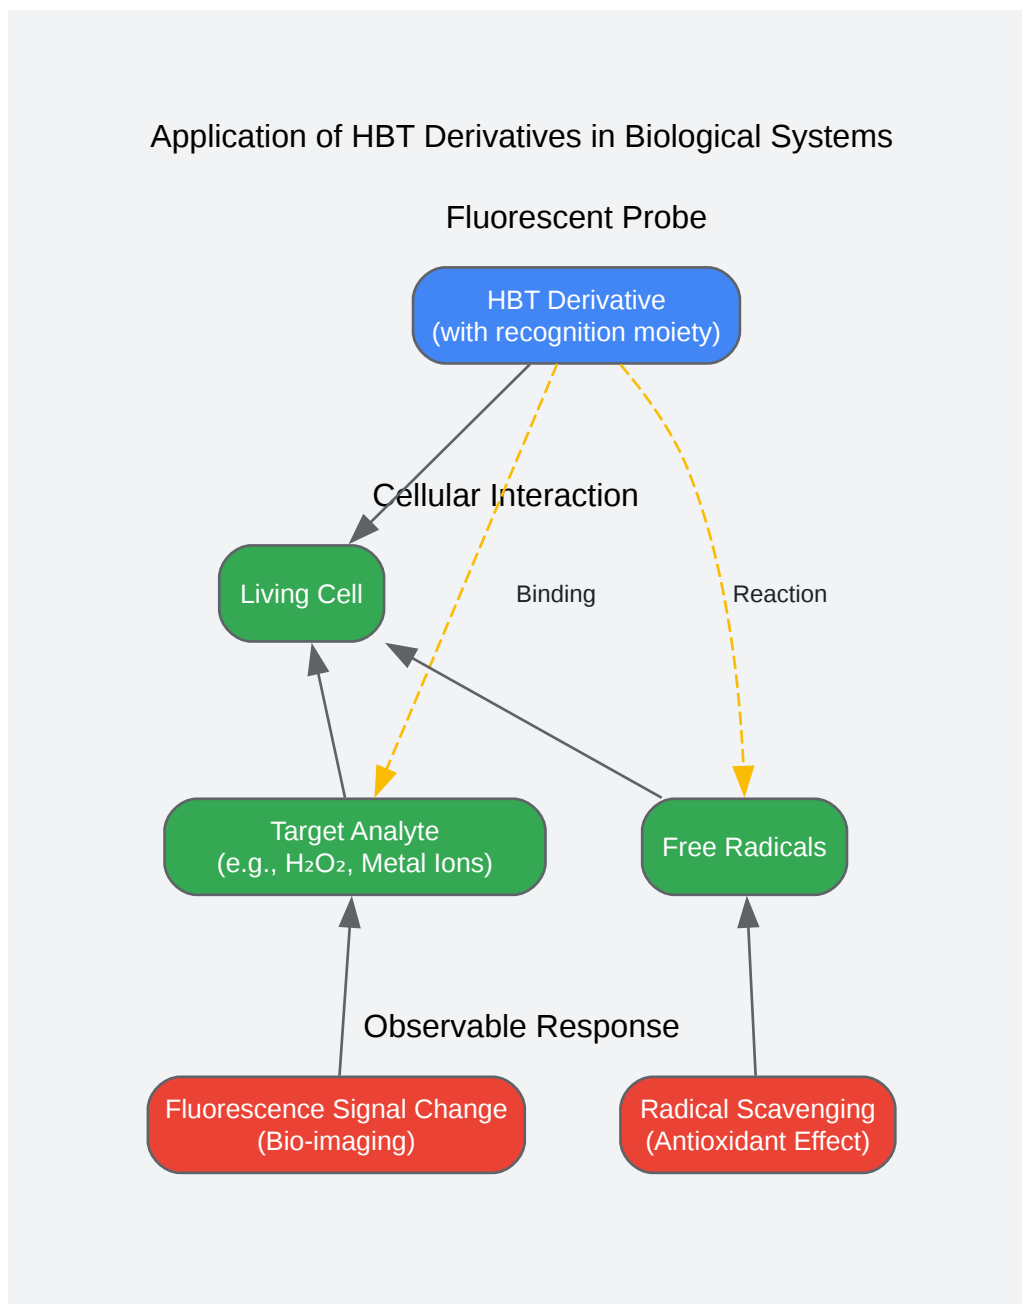 Application of HBT Derivatives in Biological Systems
Fluorescent Probe
HBT Derivative
(with recognition moiety)
Cellular Interaction
Living Cell
Binding
Reaction
Target Analyte
(e.g., H₂O₂, Metal Ions)
Free Radicals
Observable Response
Fluorescence Signal Change
(Bio-imaging)
Radical Scavenging
(Antioxidant Effect)